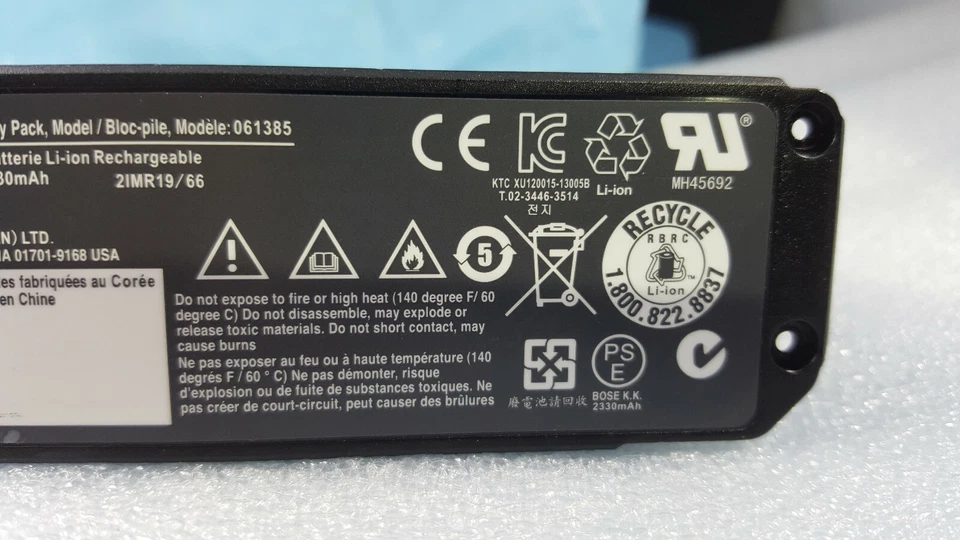 y Pack, Model / Bloc-pile, Modèle: 061385
atterie Li-ion Rechargeable
30mAh 2IMR19/66
N) LTD.
MA 01701-9168 USA
es fabriquées au Corée
en Chine
CE
KC
KTC XU120015-13005B
T.02-3446-3514
전지
Li-ion
RU®
MH45692
5
RECYCLE
RBRC
Li-ion
™
1.800.822.8837
Do not expose to fire or high heat (140 degree F/ 60
degree C) Do not disassemble, may explode or
release toxic materials. Do not short contact, may
cause burns
Ne pas exposer au feu ou à haute température (140
degrés F / 60 ° C) Ne pas démonter, risque
d'explosion ou de fuite de substances toxiques. Ne
pas créer de court-circuit, peut causer des brûlures
廢電池請回收
PS
E
BOSE K.K.
2330mAh